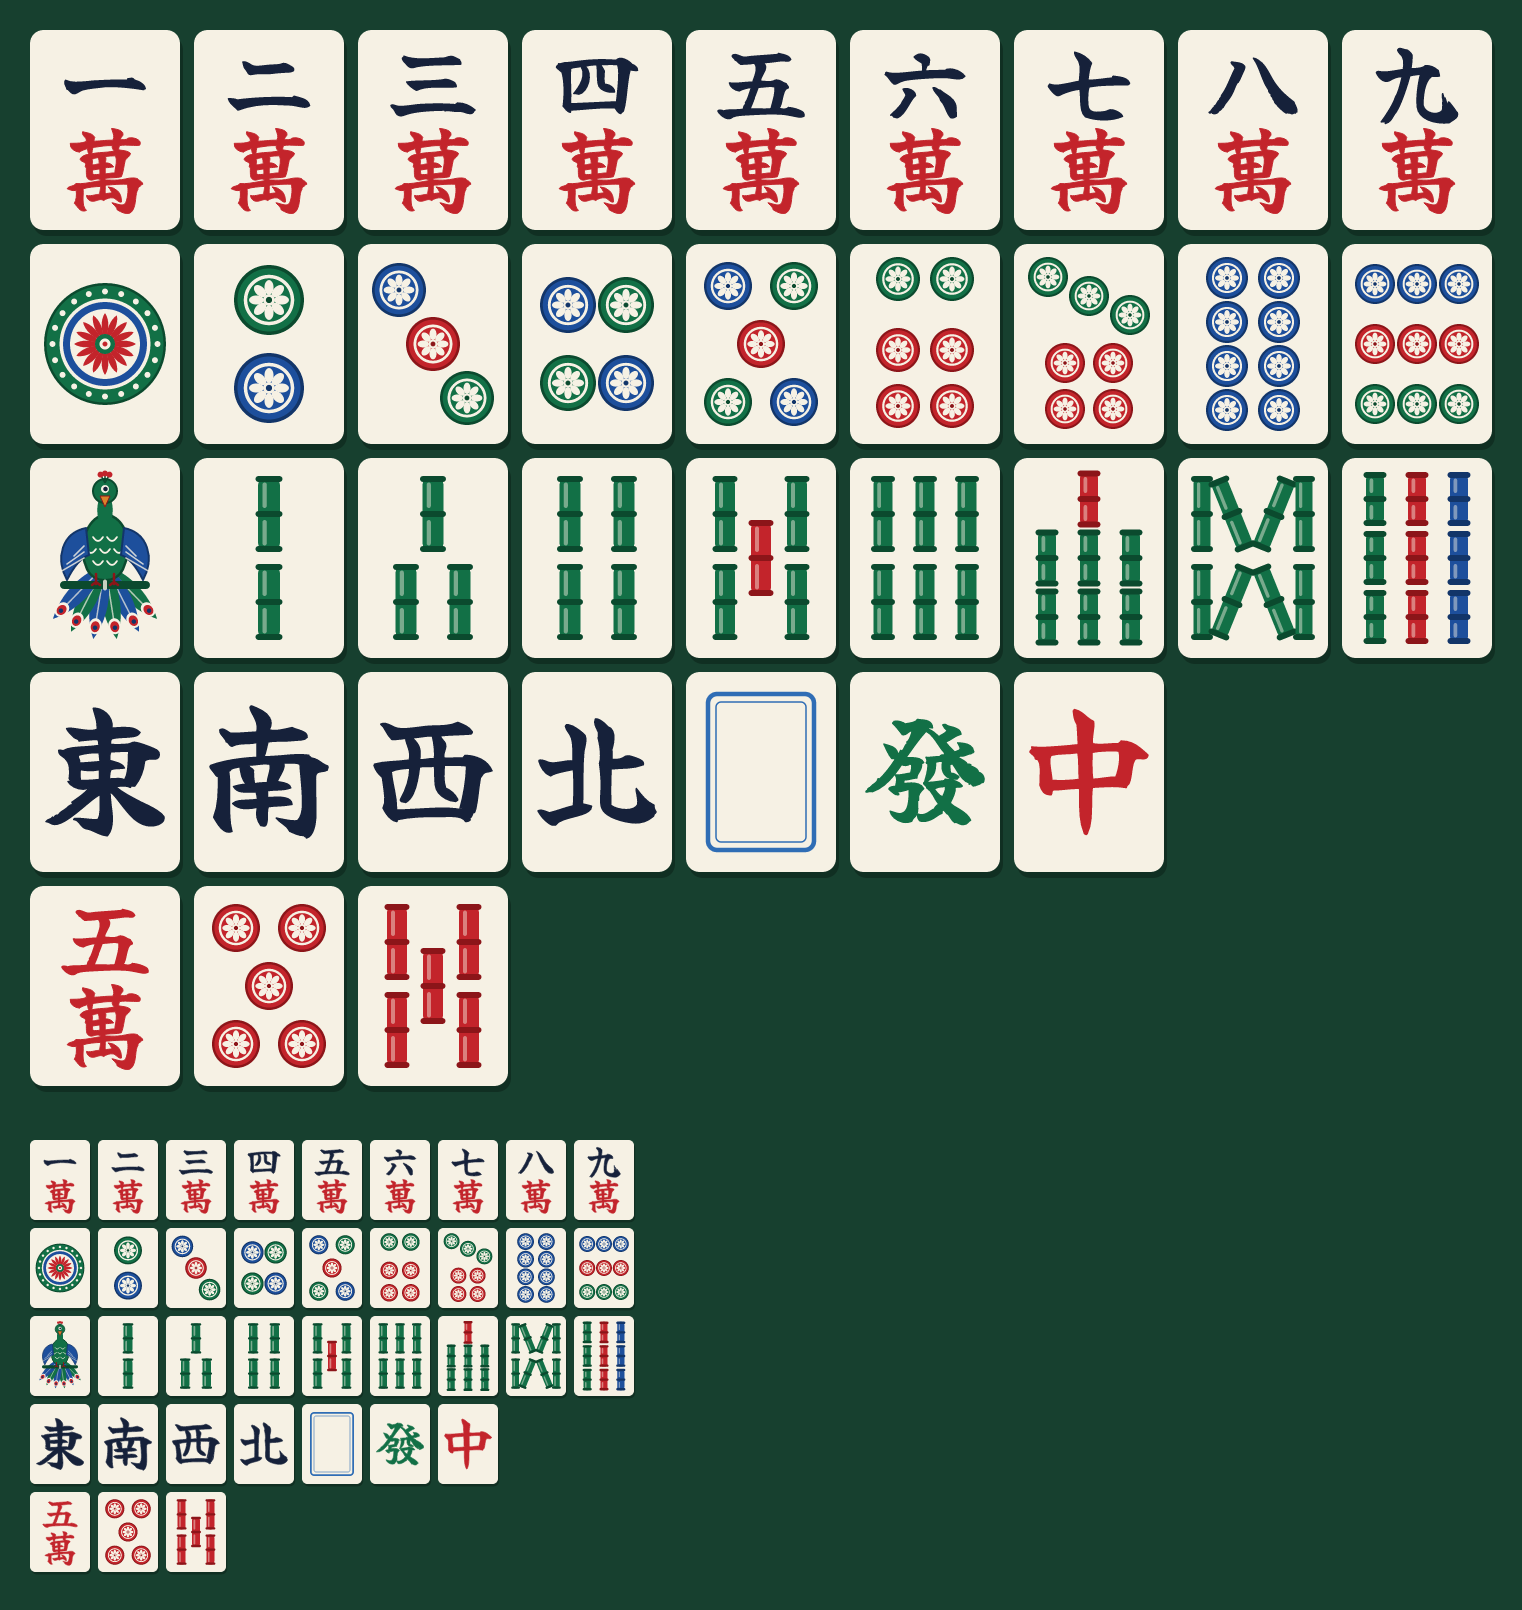 一 二 三 四 五 六 七 八 九
萬 萬 萬 萬 萬 萬 萬 萬 萬
東 南 西 北 發 中
五
萬
一 二 三 四 五 六 七 八 九
萬 萬 萬 萬 萬 萬 萬 萬 萬
東 南 西 北 發 中
五
萬